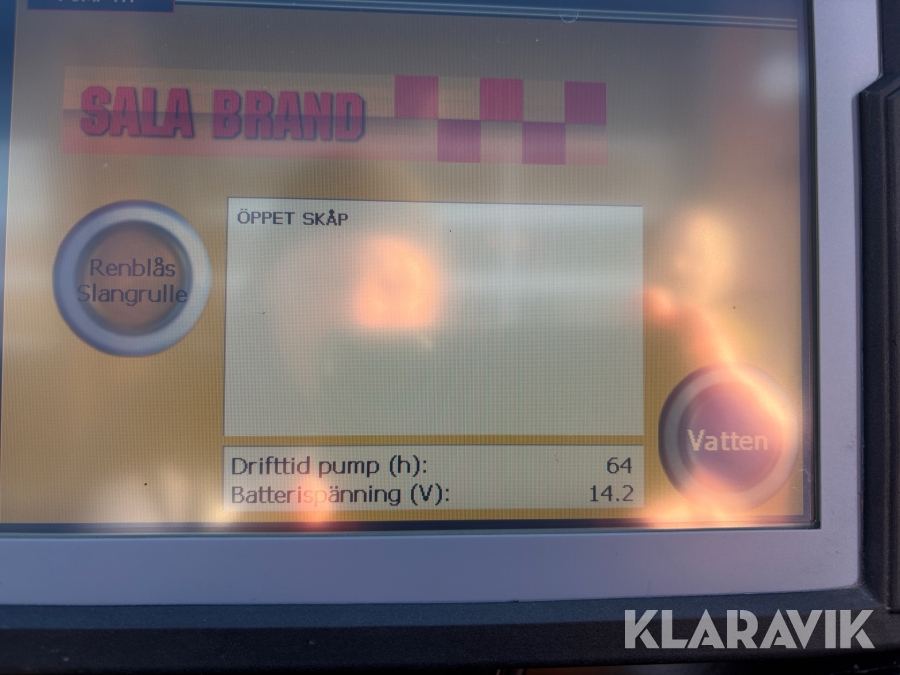 SALA BRAND
ÖPPET SKÅP
Renblås
Slangrulle
Vatten
Drifttid pump (h): 64
Batterispänning (V): 14.2
KLARAVIK